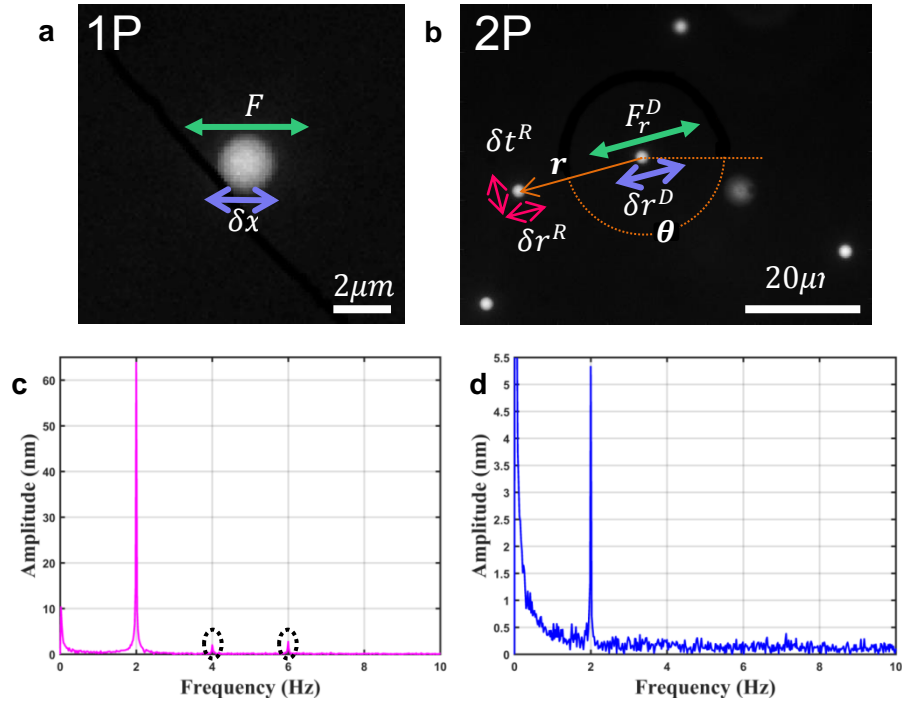 a
1P
F
δx
2μm
b
2P
F_r^D
δt^R
r
δr^D
δr^R
θ
20μ
c
Amplitude (nm)
60
50
40
30
20
10
0
0 2 4 6 8 10
Frequency (Hz)
d
Amplitude (nm)
5.5
5
4.5
4
3.5
3
2.5
2
1.5
1
0.5
0
0 2 4 6 8 10
Frequency (Hz)